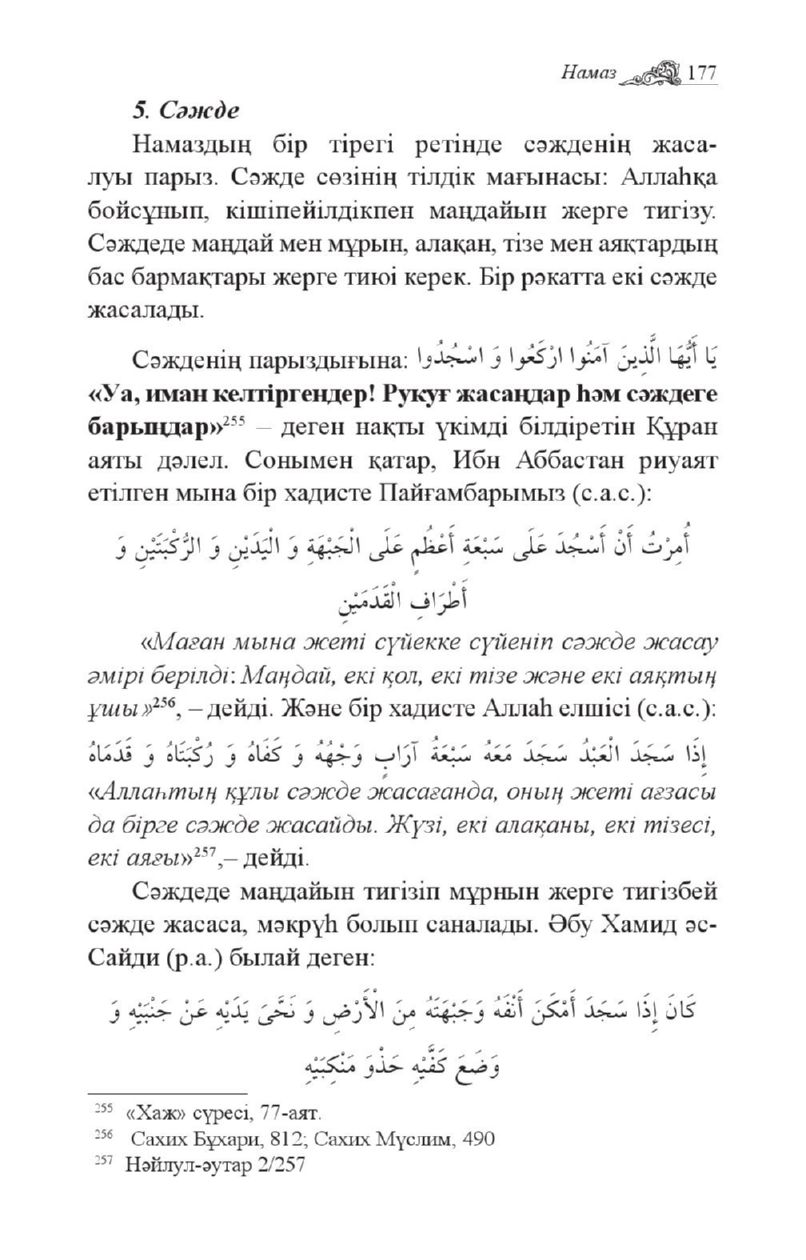 Намаз 177
5. Сәжде
Намаздың бір тірегі ретінде сәжденің жаса-
луы парыз. Сәжде сөзінің тілдік мағынасы: Аллаһқа
бойсұнып, кішіпейілдікпен маңдайын жерге тигізу.
Сәждеде маңдай мен мұрын, алақан, тізе мен аяқтардың
бас бармақтары жерге тиюі керек. Бір рәкатта екі сәжде
жасалады.
Сәжденің парыздығына: يَا أَيُّهَا الَّذِينَ آمَنُوا ارْكَعُوا وَ اسْجُدُوا
«Уа, иман келтіргендер! Рукуғ жасаңдар һәм сәждеге
барыңдар»255 – деген нақты үкімді білдіретін Құран
аяты дәлел. Сонымен қатар, Ибн Аббастан риуаят
етілген мына бір хадисте Пайғамбарымыз (с.а.с.):
أُمِرْتُ أَنْ أَسْجُدَ عَلَى سَبْعَةِ أَعْظُمٍ عَلَى الْجَبْهَةِ وَ الْيَدَيْنِ وَ الرُّكْبَتَيْنِ وَ
أَطْرَافِ الْقَدَمَيْنِ
«Маған мына жеті сүйекке сүйеніп сәжде жасау
әмірі берілді: Маңдай, екі қол, екі тізе және екі аяқтың
ұшы»256, – дейді. Және бір хадисте Аллаһ елшісі (с.а.с.):
إِذَا سَجَدَ الْعَبْدُ سَجَدَ مَعَهُ سَبْعَةُ آرَابٍ وَجْهُهُ وَ كَفَاهُ وَ رُكْبَتَاهُ وَ قَدَمَاهُ
«Аллаһтың құлы сәжде жасағанда, оның жеті ағзасы
да бірге сәжде жасайды. Жүзі, екі алақаны, екі тізесі,
екі аяғы»257,– дейді.
Сәждеде маңдайын тигізіп мұрнын жерге тигізбей
сәжде жасаса, мәкрүһ болып саналады. Әбу Хамид әс-
Сайди (р.а.) былай деген:
كَانَ إِذَا سَجَدَ أَمْكَنَ أَنْفَهُ وَجَبْهَتَهُ مِنَ الْأَرْضِ وَ نَحَّىَ يَدَيْهِ عَنْ جَنْبَيْهِ وَ
وَضَعَ كَفَّيْهِ حَذْوَ مَنْكِبَيْهِ
255 «Хаж» сүресі, 77-аят.
256 Сахих Бұхари, 812; Сахих Мүслим, 490
257 Нәйлул-әутар 2/257